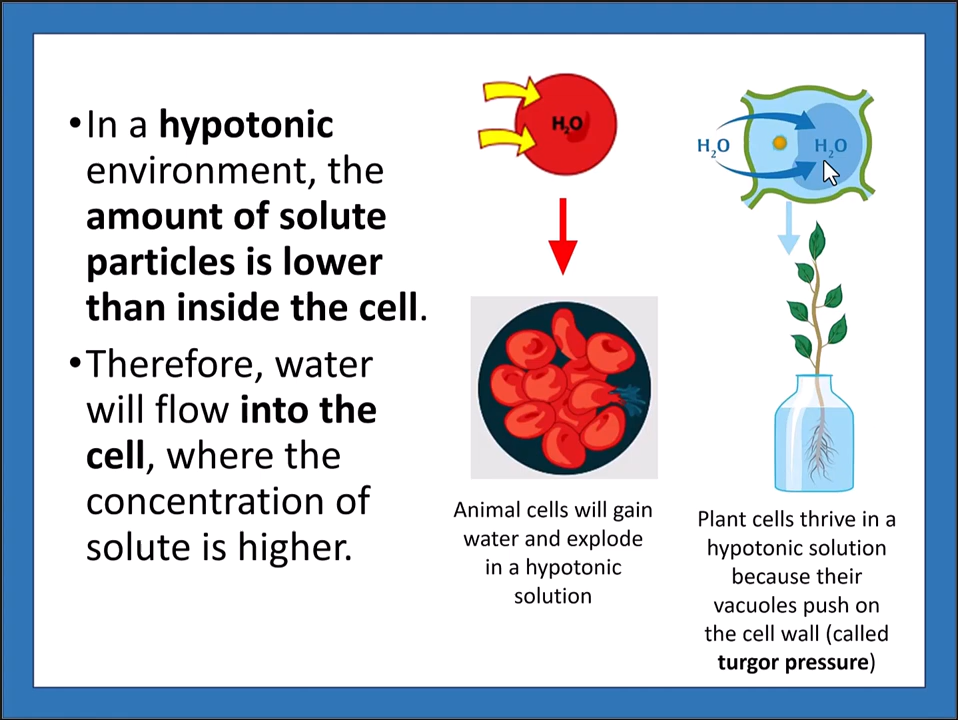 •In a hypotonic
environment, the
amount of solute
particles is lower
than inside the cell.
•Therefore, water
will flow into the
cell, where the
concentration of
solute is higher.
H₂O
H₂O
H₂O
Animal cells will gain
water and explode
in a hypotonic
solution
Plant cells thrive in a
hypotonic solution
because their
vacuoles push on
the cell wall (called
turgor pressure)